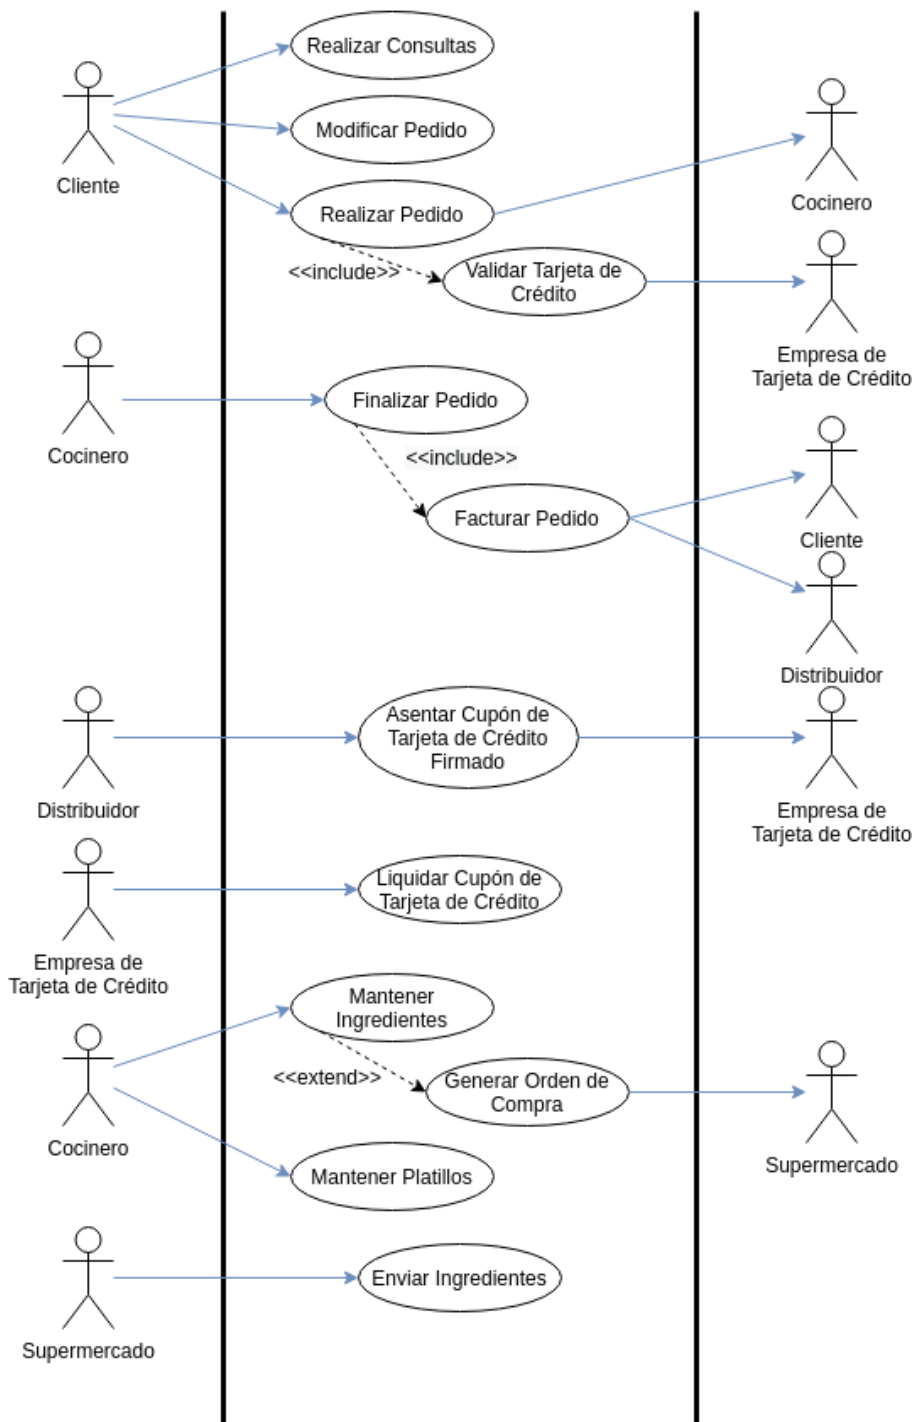 Realizar Consultas
Cliente
Modificar Pedido
Realizar Pedido
Cocinero
<<include>>
Validar Tarjeta de
Crédito
Empresa de
Tarjeta de Crédito
Cocinero
Finalizar Pedido
<<include>>
Facturar Pedido
Cliente
Distribuidor
Distribuidor
Asentar Cupón de
Tarjeta de Crédito
Firmado
Empresa de
Tarjeta de Crédito
Empresa de
Tarjeta de Crédito
Liquidar Cupón de
Tarjeta de Crédito
Cocinero
Mantener
Ingredientes
<<extend>>
Generar Orden de
Compra
Supermercado
Mantener Platillos
Supermercado
Enviar Ingredientes